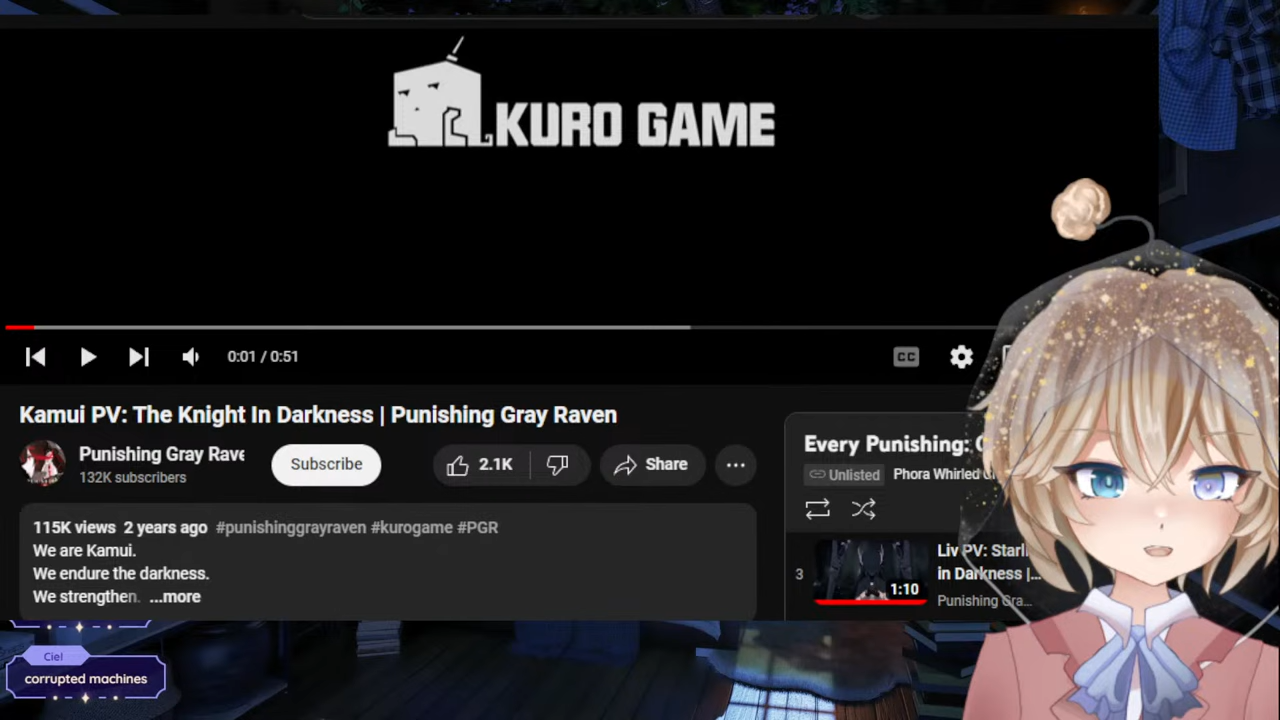 KURO GAME
0:01 / 0:51
CC
Kamui PV: The Knight In Darkness | Punishing Gray Raven
Punishing Gray Rave
132K subscribers
Subscribe
2.1K
Share
...
115K views 2 years ago #punishinggrayraven #kurogame #PGR
We are Kamui.
We endure the darkness.
We strengthen. ...more
Every Punishing:
Unlisted
Phora Whirled
3
1:10
Liv PV: Starli
in Darkness |...
Punishing Gra...
Ciel
corrupted machines